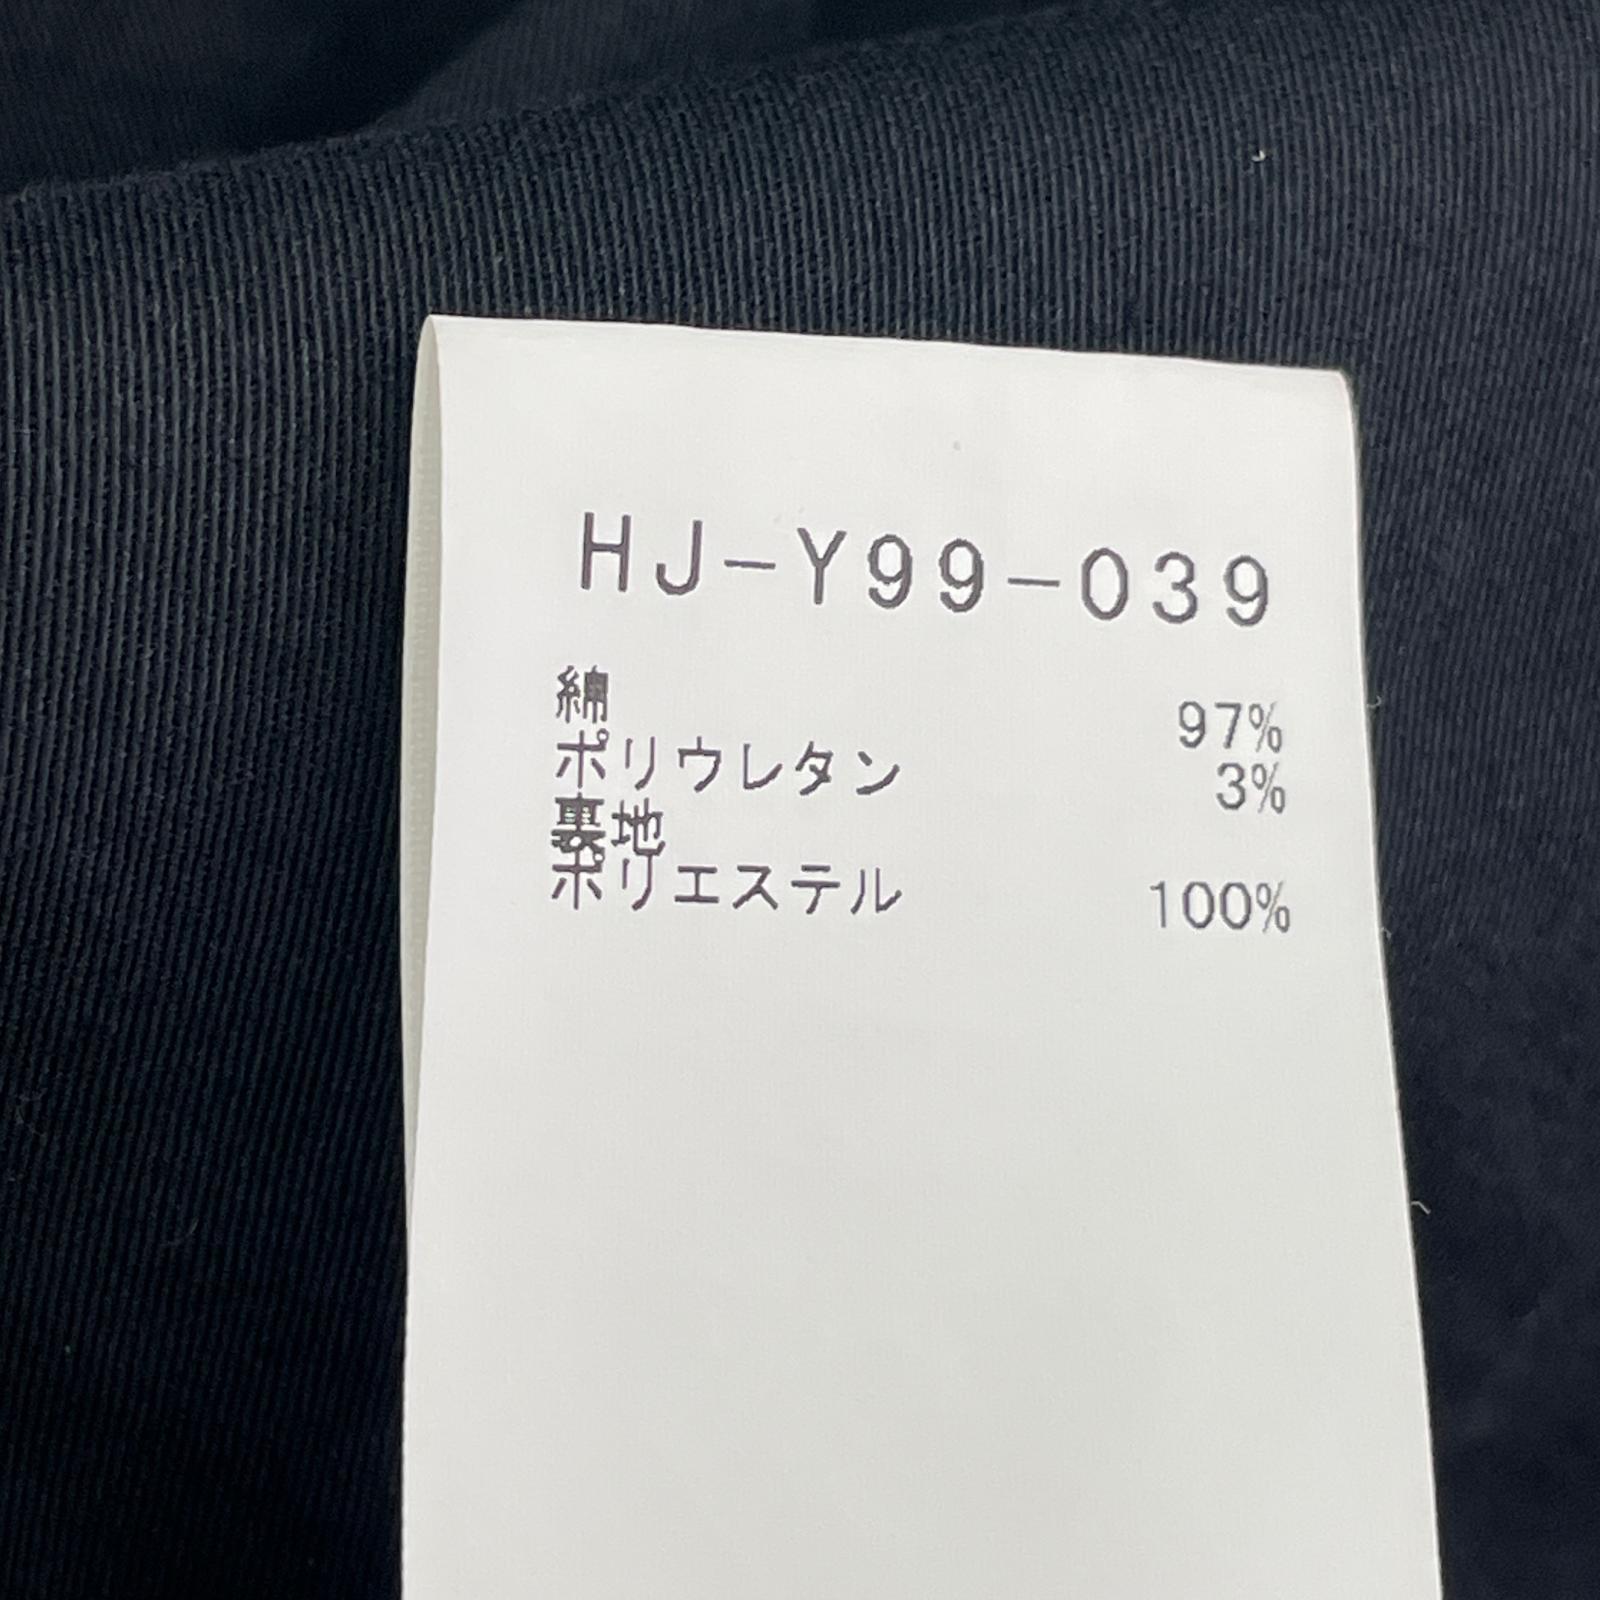 HJ-Y99-039
綿 97%
ポリウレタン 3%
裏地
ポリエステル 100%